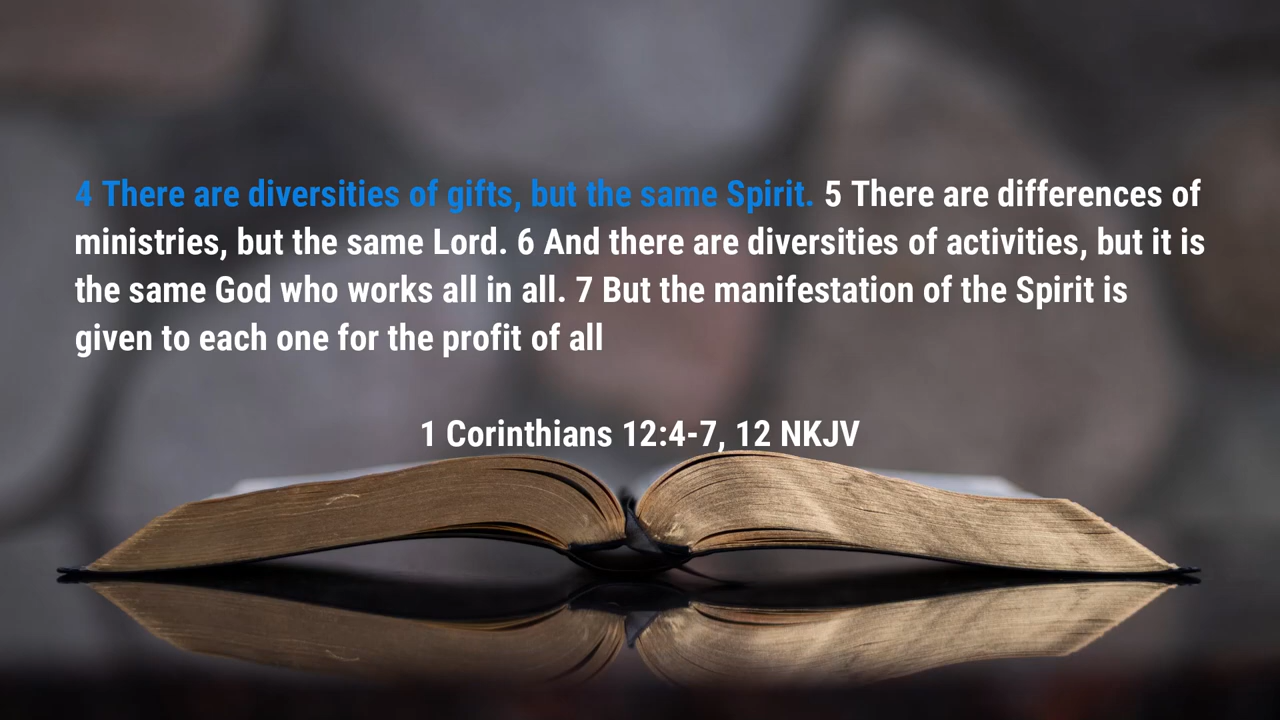 4 There are diversities of gifts, but the same Spirit. 5 There are differences of
ministries, but the same Lord. 6 And there are diversities of activities, but it is
the same God who works all in all. 7 But the manifestation of the Spirit is
given to each one for the profit of all
1 Corinthians 12:4-7, 12 NKJV